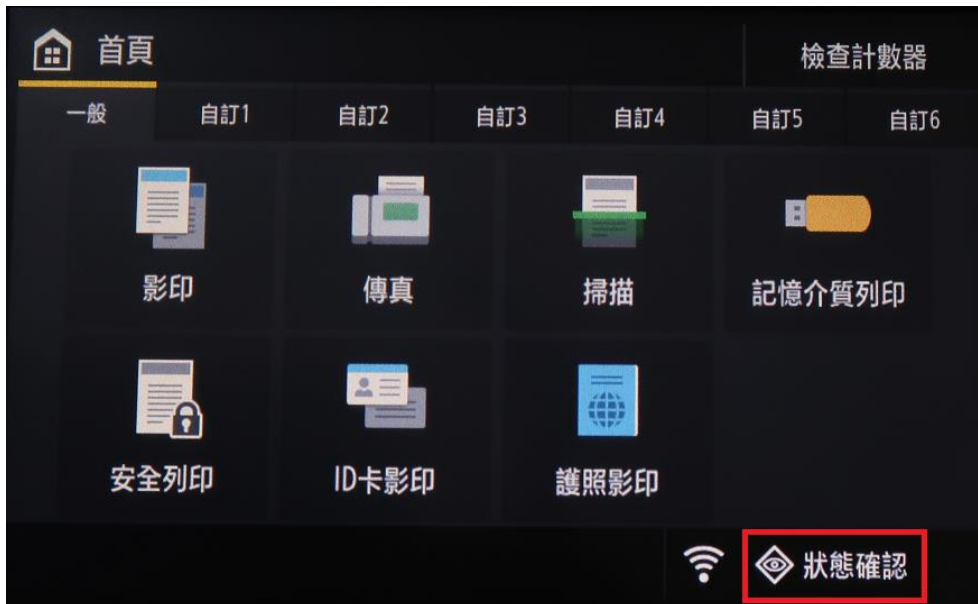 首頁
檢查計數器
一般 自訂1 自訂2 自訂3 自訂4 自訂5 自訂6
影印 傳真 掃描 記憶介質列印
安全列印 ID卡影印 護照影印
狀態確認